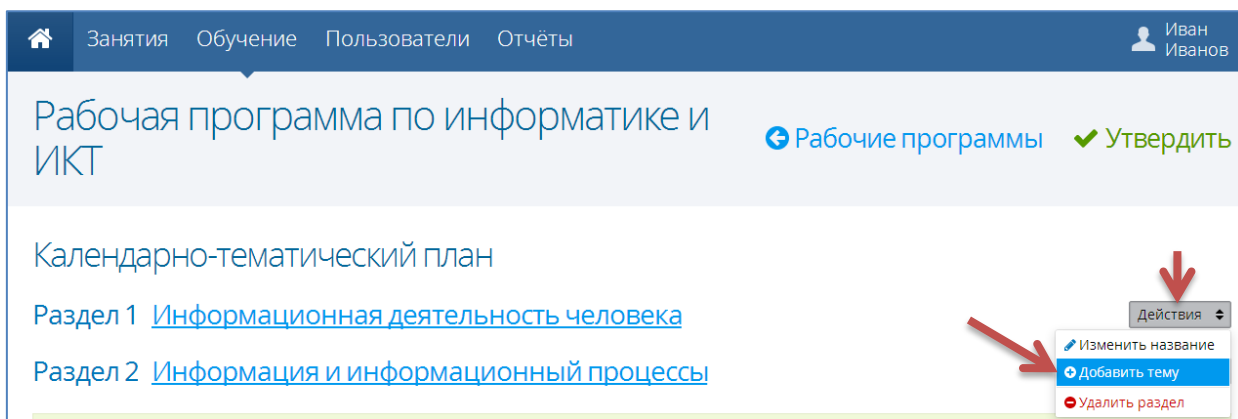 Занятия Обучение Пользователи Отчёты
Иван
Иванов
Рабочая программа по информатике и
ИКТ
Рабочие программы
Утвердить
Календарно-тематический план
Раздел 1 Информационная деятельность человека
Действия
Изменить название
Раздел 2 Информация и информационный процессы
Добавить тему
Удалить раздел